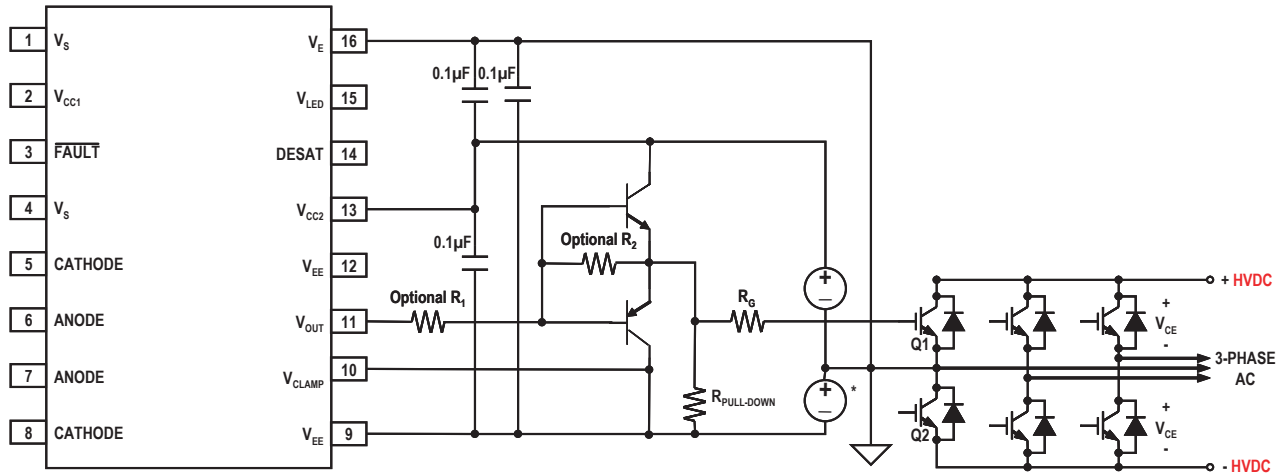 1 V_S
2 V_CC1
3 FAULT
4 V_S
5 CATHODE
6 ANODE
7 ANODE
8 CATHODE
V_E 16
V_LED 15
DESAT 14
V_CC2 13
V_EE 12
V_OUT 11
V_CLAMP 10
V_EE 9
0.1µF 0.1µF
0.1µF
Optional R_2
Optional R_1
R_G
R_PULL-DOWN
+
–
+
–
*
Q1
Q2
+ HVDC
+
V_CE
-
3-PHASE
AC
+
V_CE
-
- HVDC